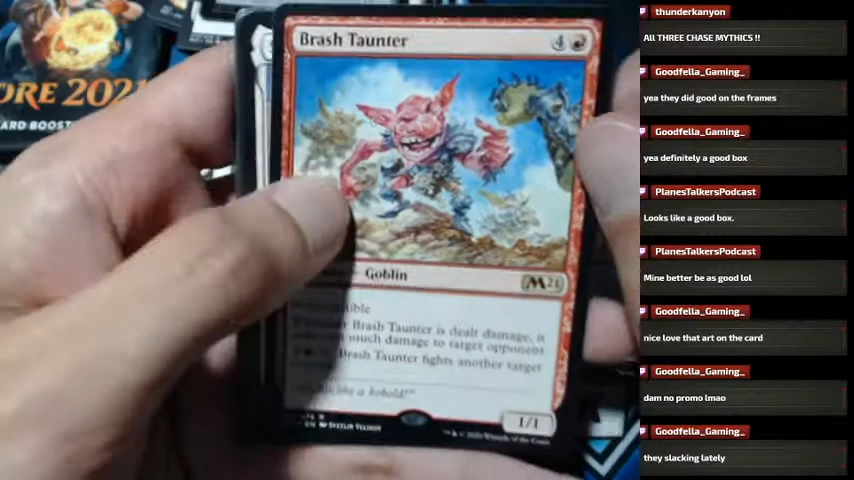 ORE 2021
ARD BOOST
Brash Taunter
4
Goblin
M21
Brash Taunter is dealt damage, it
much damage to target opponent.
Brash Taunter fights another target
like a kobold!"
1/1
thunderkanyon
All THREE CHASE MYTHICS !!
Goodfella_Gaming_
yea they did good on the frames
Goodfella_Gaming_
yea definitely a good box
PlanesTalkersPodcast
Looks like a good box.
PlanesTalkersPodcast
Mine better be as good lol
Goodfella_Gaming_
nice love that art on the card
Goodfella_Gaming_
dam no promo lmao
Goodfella_Gaming_
they slacking lately